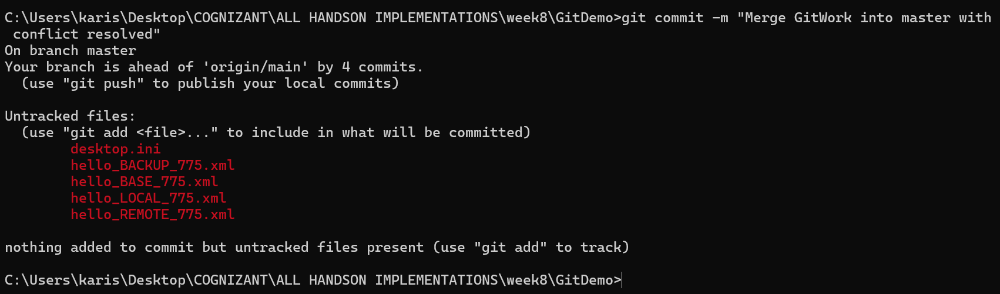 C:\Users\karis\Desktop\COGNIZANT\ALL HANDSON IMPLEMENTATIONS\week8\GitDemo>git commit -m "Merge GitWork into master with
 conflict resolved"
On branch master
Your branch is ahead of 'origin/main' by 4 commits.
  (use "git push" to publish your local commits)

Untracked files:
  (use "git add <file>..." to include in what will be committed)
        desktop.ini
        hello_BACKUP_775.xml
        hello_BASE_775.xml
        hello_LOCAL_775.xml
        hello_REMOTE_775.xml

nothing added to commit but untracked files present (use "git add" to track)

C:\Users\karis\Desktop\COGNIZANT\ALL HANDSON IMPLEMENTATIONS\week8\GitDemo>